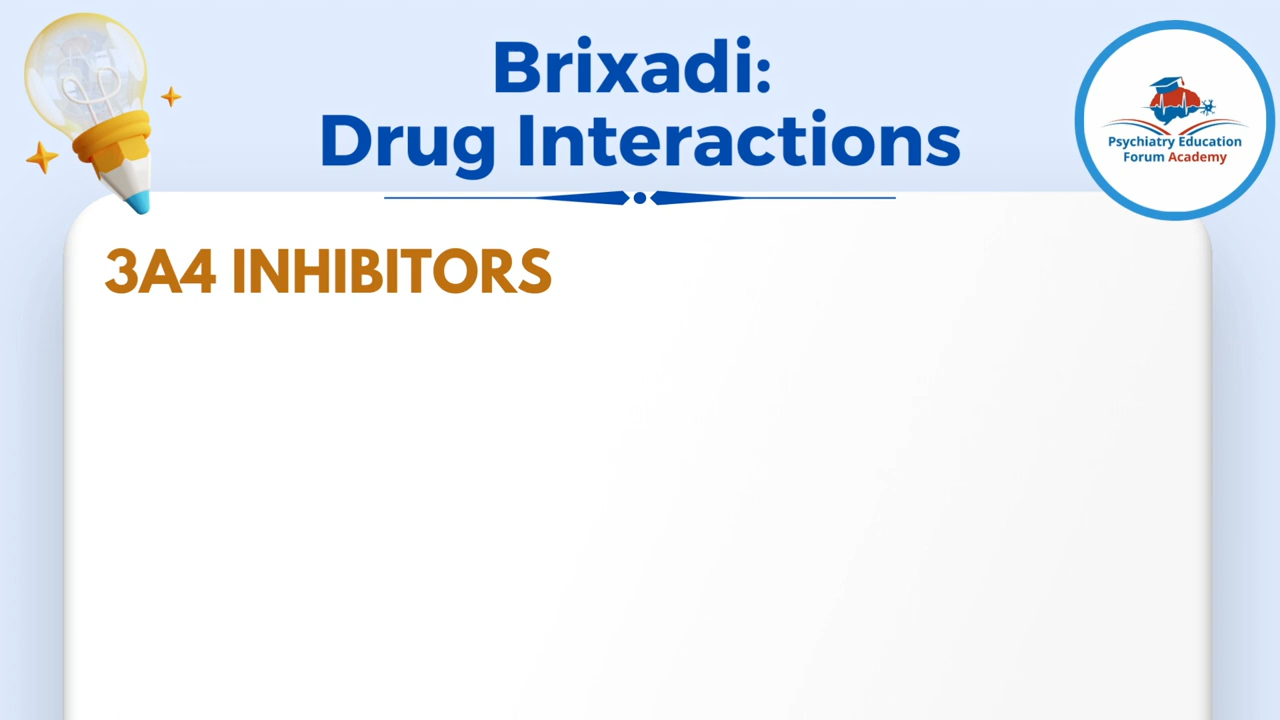 Brixadi:
Drug Interactions
Psychiatry Education
Forum Academy
3A4 INHIBITORS